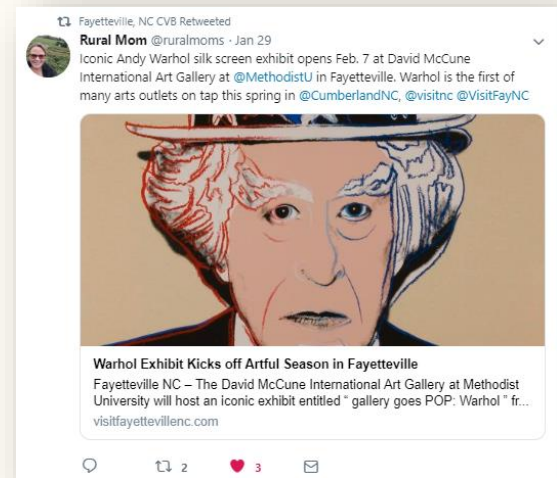 Fayetteville, NC CVB Retweeted
Rural Mom @ruralmoms · Jan 29
Iconic Andy Warhol silk screen exhibit opens Feb. 7 at David McCune
International Art Gallery at @MethodistU in Fayetteville. Warhol is the first of
many arts outlets on tap this spring in @CumberlandNC, @visitnc @VisitFayNC
Warhol Exhibit Kicks off Artful Season in Fayetteville
Fayetteville NC – The David McCune International Art Gallery at Methodist
University will host an iconic exhibit entitled “ gallery goes POP: Warhol ” fr...
visitfayettevillenc.com
2 3